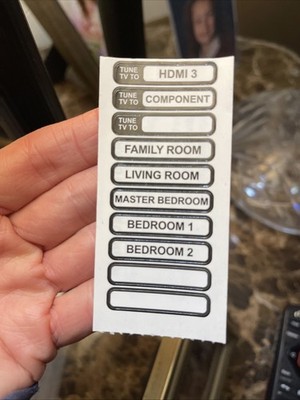 TUNE TV TO HDMI 3
TUNE TV TO COMPONENT
TUNE TV TO
FAMILY ROOM
LIVING ROOM
MASTER BEDROOM
BEDROOM 1
BEDROOM 2